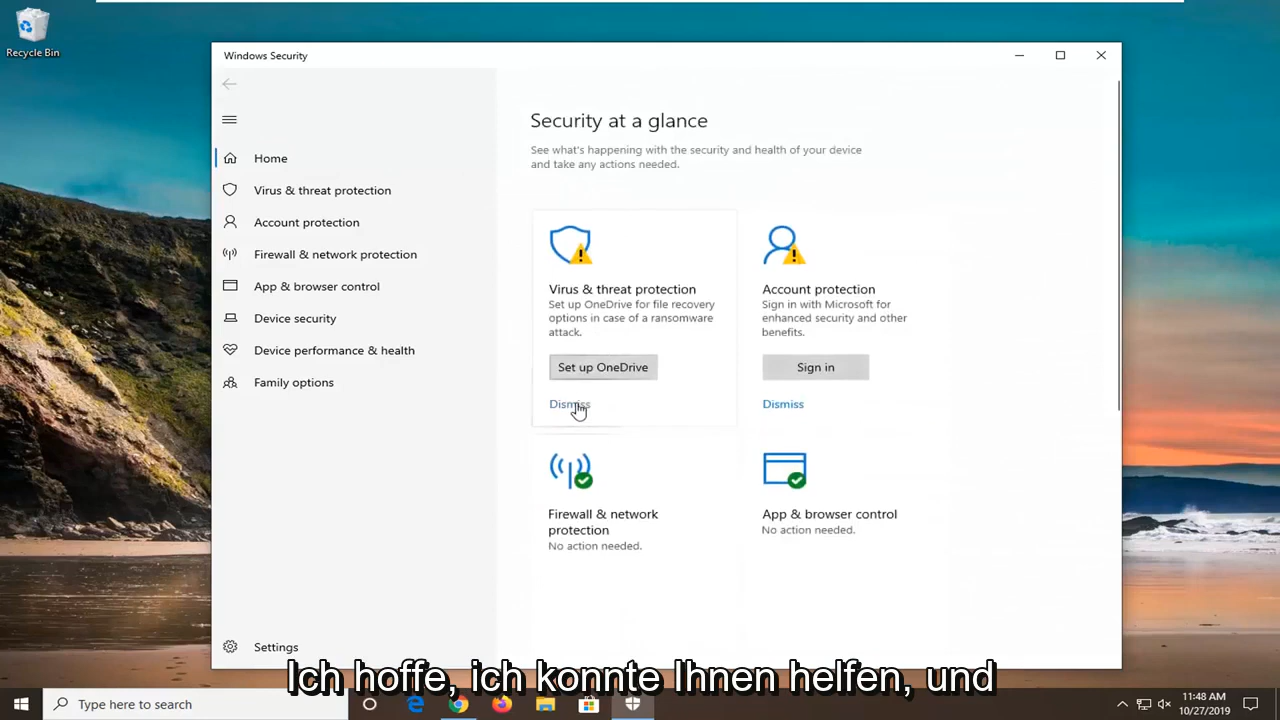 Recycle Bin
Windows Security
Home
Virus & threat protection
Account protection
Firewall & network protection
App & browser control
Device security
Device performance & health
Family options
Settings
Security at a glance
See what's happening with the security and health of your device
and take any actions needed.
Virus & threat protection
Set up OneDrive for file recovery
options in case of a ransomware
attack.
Set up OneDrive
Dismiss
Account protection
Sign in with Microsoft for
enhanced security and other
benefits.
Sign in
Dismiss
Firewall & network
protection
No action needed.
App & browser control
No action needed.
Ich hoffe, ich konnte Ihnen helfen, und
Type here to search
11:48 AM
10/27/2019